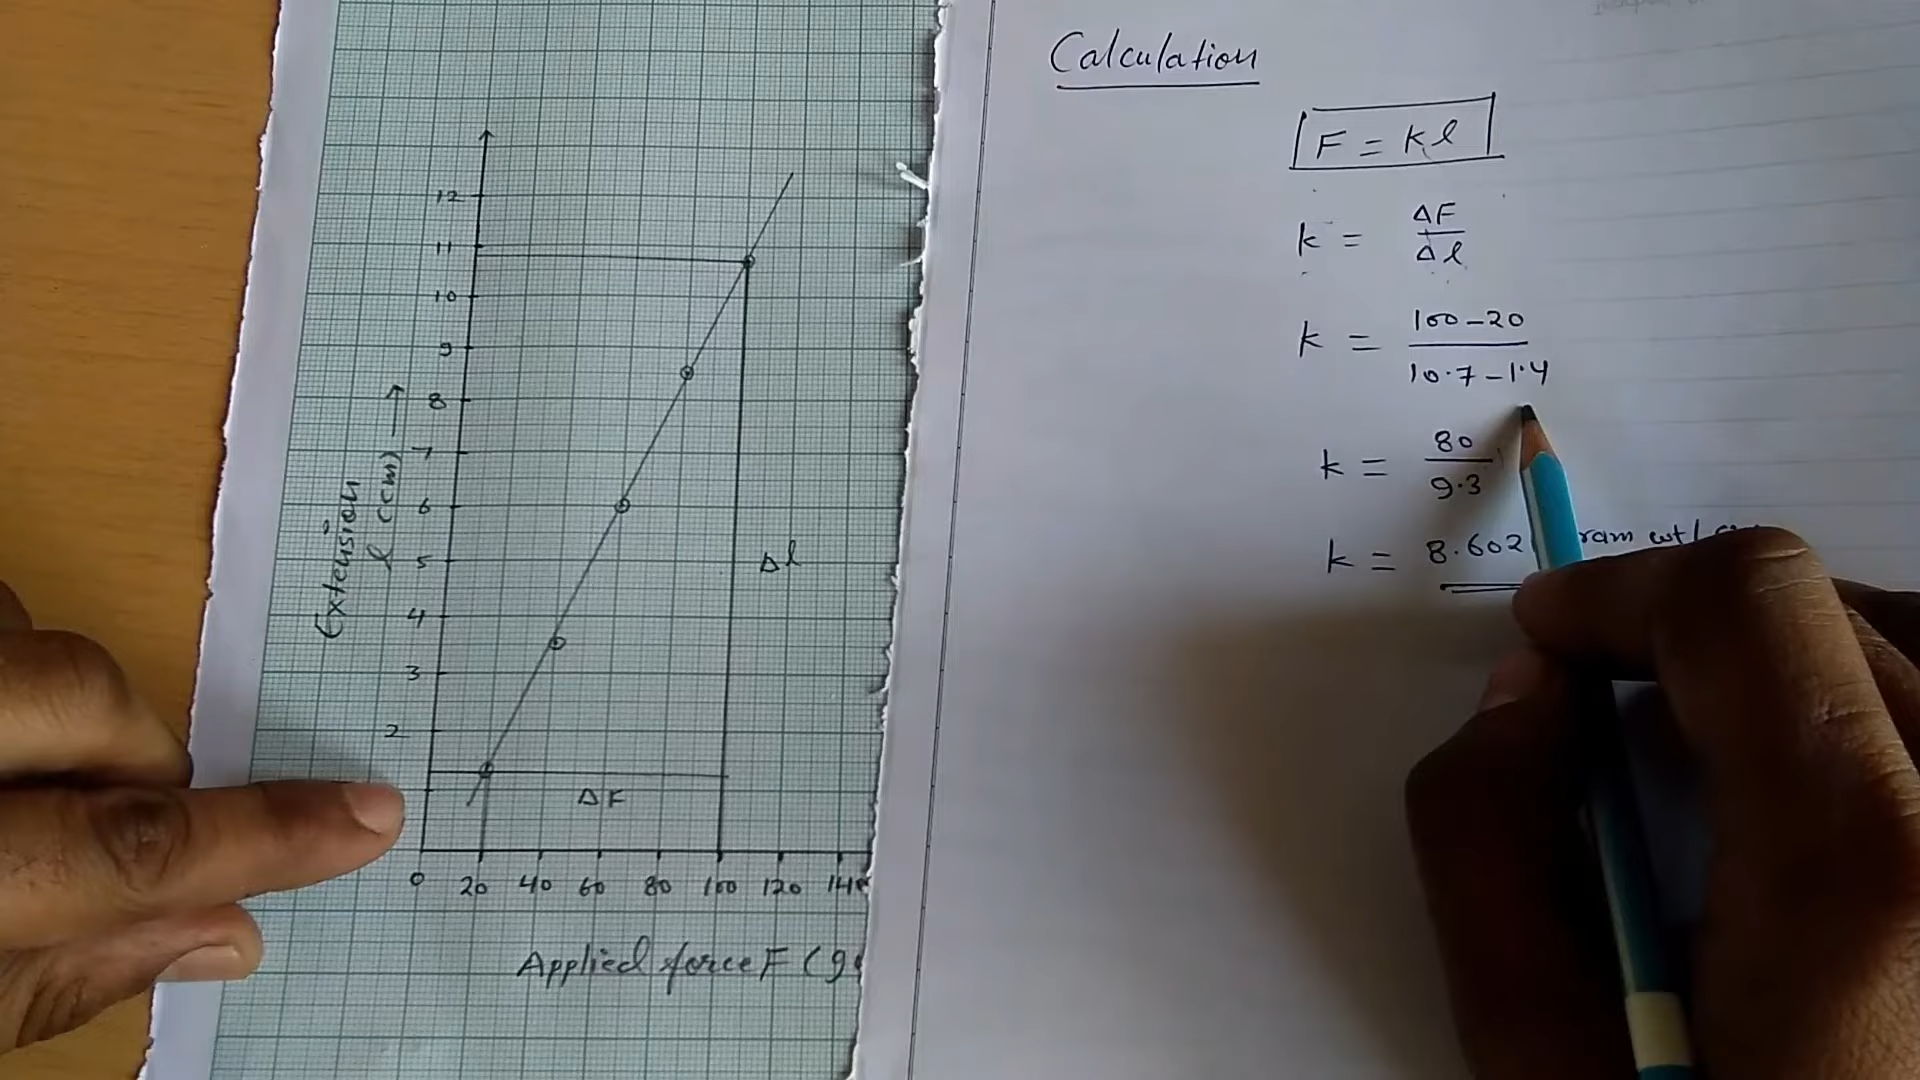 12
11
10
9
8
7
6
5
4
3
2
Extension
l (cm) →
Δl
ΔF
0 20 40 60 80 100 120
Applied force F (g
Calculation
F = kl
k = ΔF/Δl
k = 100-20/10.7-1.4
k = 80/9.3
k = 8.602 wt/